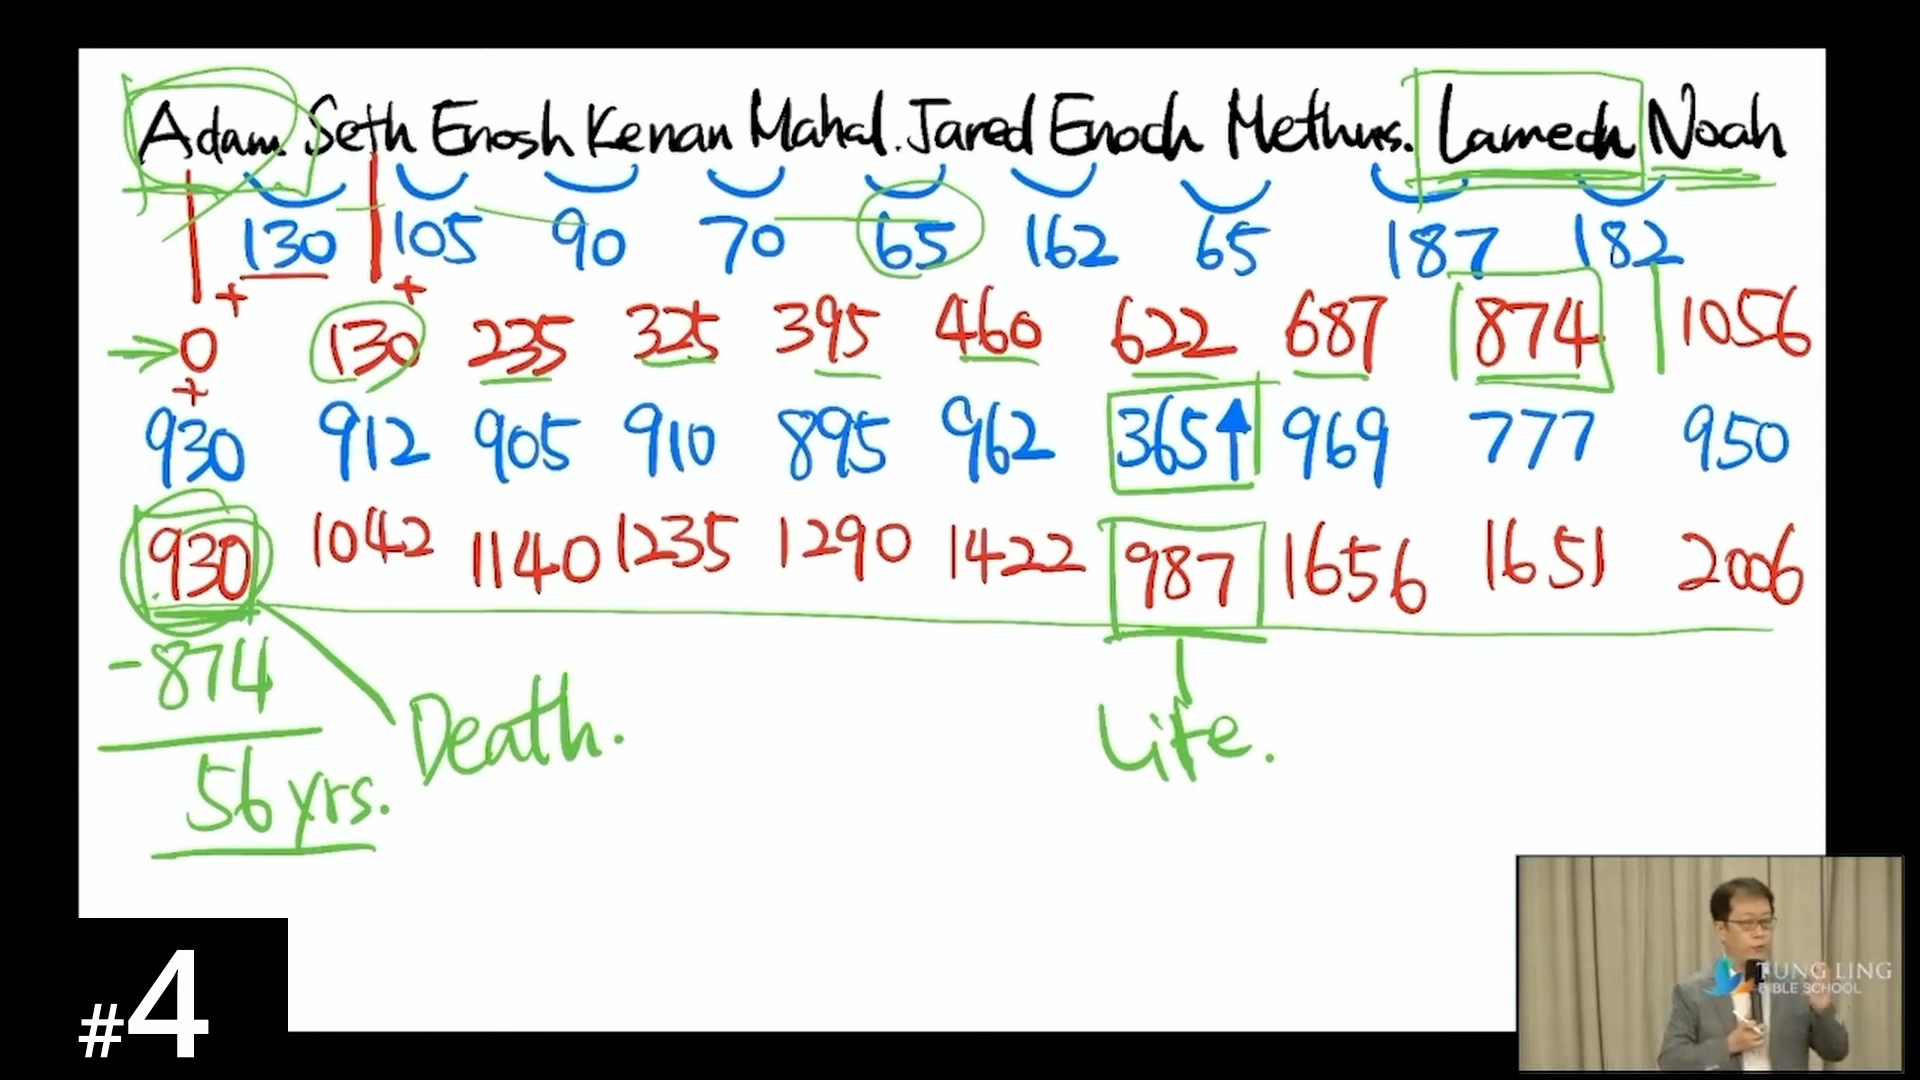 Adam Seth Enosh Kenan Mahal. Jared Enoch Methus. Lamech Noah
130 105 90 70 65 162 65 187 182
+ +
→0 130 235 325 395 460 622 687 874 1056
+
930 912 905 910 895 962 365↑ 969 777 950
930 1042 1140 1235 1290 1422 987 1656 1651 2006
-874
Death. Life.
56 yrs.
TUNG LING
BIBLE SCHOOL
#4